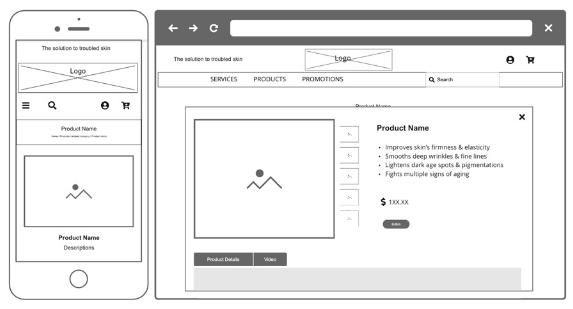 The solution to troubled skin
Logo
Product Name
Product Name
Descriptions
The solution to troubled skin
Logo
SERVICES PRODUCTS PROMOTIONS
Search
Product Name
Product Name
• Improves skin's firmness & elasticity
• Smooths deep wrinkles & fine lines
• Lightens dark age spots & pigmentations
• Fights multiple signs of aging
$ 1XX.XX
Product Details Video